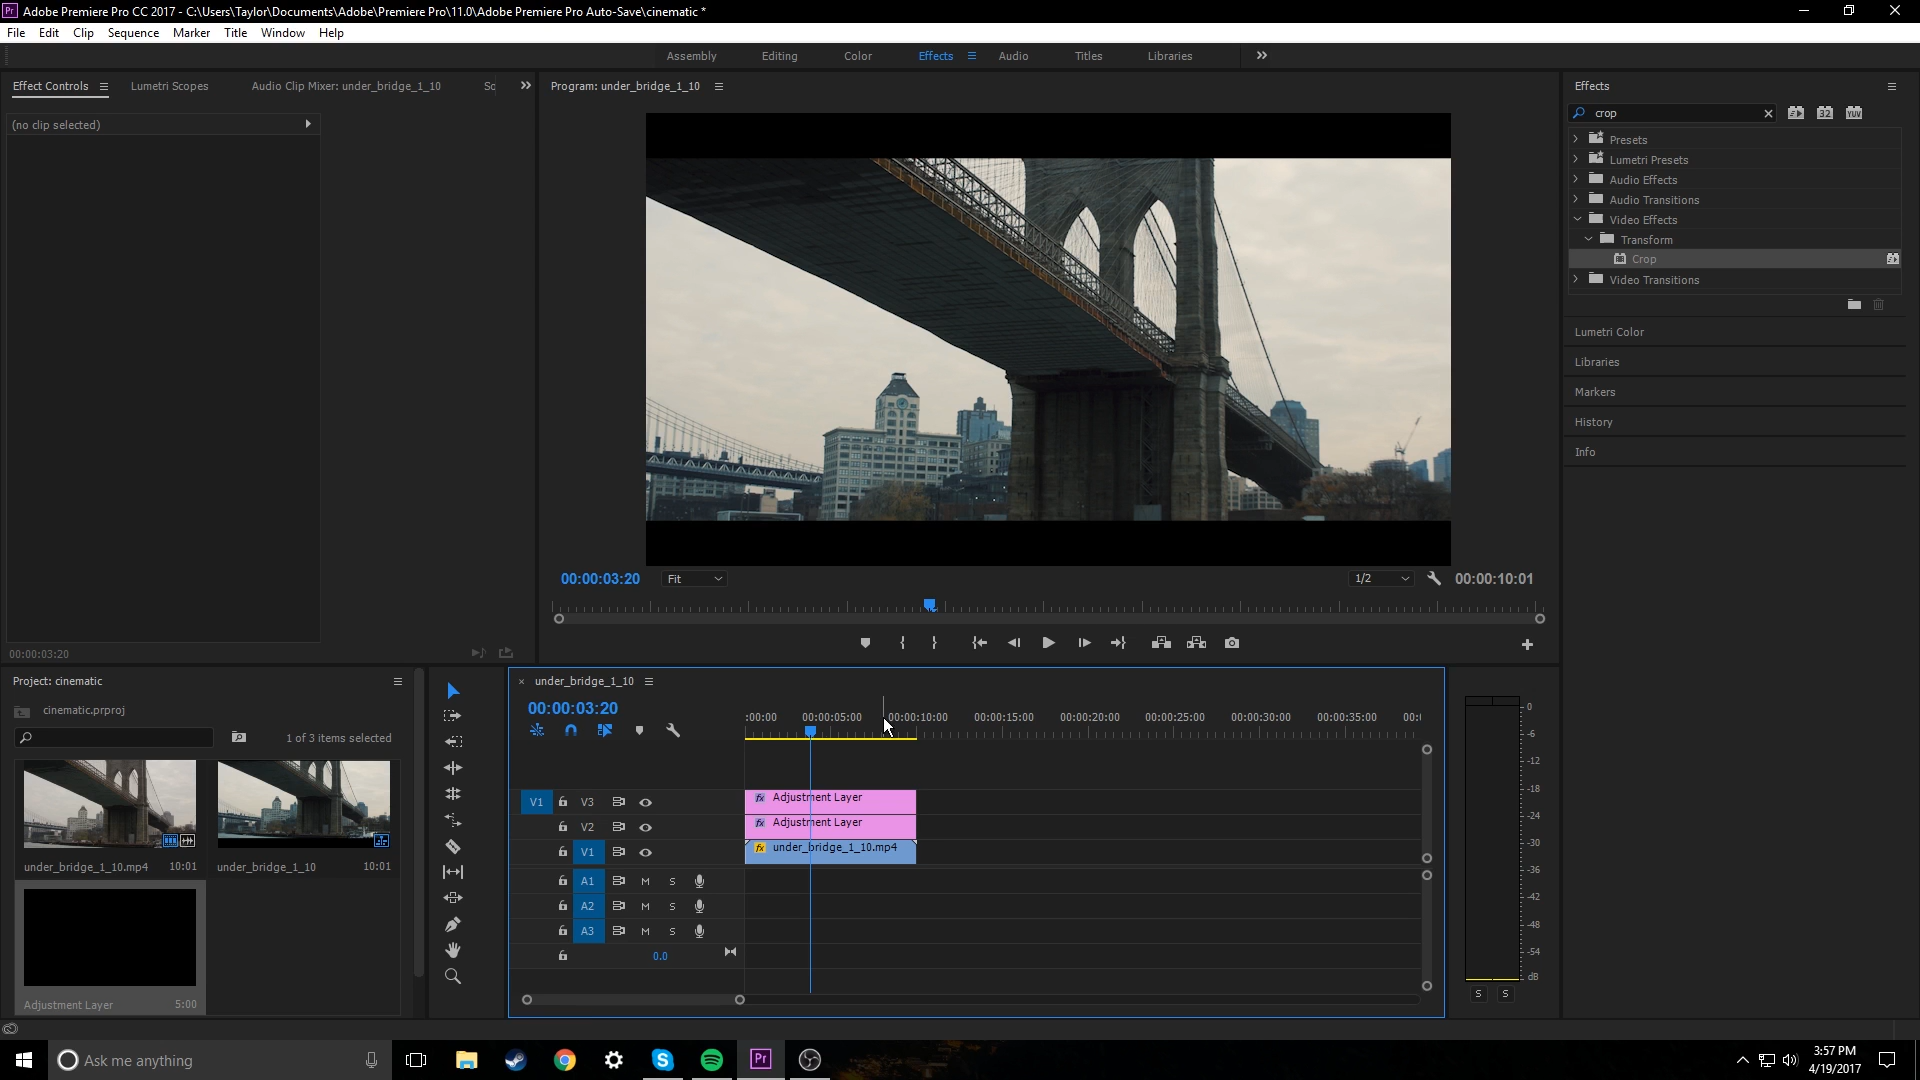 Pr Adobe Premiere Pro CC 2017 - C:\Users\Taylor\Documents\Adobe\Premiere Pro\11.0\Adobe Premiere Pro Auto-Save\cinematic *
File Edit Clip Sequence Marker Title Window Help
Assembly Editing Color Effects Audio Titles Libraries
Effect Controls Lumetri Scopes Audio Clip Mixer: under_bridge_1_10 Sc
(no clip selected)
00:00:03:20
Program: under_bridge_1_10
00:00:03:20 Fit 1/2 00:00:10:01
Effects
crop
32 YUV
Presets
Lumetri Presets
Audio Effects
Audio Transitions
Video Effects
Transform
Crop
Video Transitions
Lumetri Color
Libraries
Markers
History
Info
Project: cinematic
cinematic.prproj
1 of 3 items selected
under_bridge_1_10.mp4 10:01
under_bridge_1_10 10:01
Adjustment Layer 5:00
× under_bridge_1_10
00:00:03:20
:00:00 00:00:05:00 00:00:10:00 00:00:15:00 00:00:20:00 00:00:25:00 00:00:30:00 00:00:35:00 00:0
V1 V3 fx Adjustment Layer
V2 fx Adjustment Layer
V1 fx under_bridge_1_10.mp4
A1 M S
A2 M S
A3 M S
0.0
0
-6
-12
-18
-24
-30
-36
-42
-48
-54
dB
S S
Ask me anything
Pr
3:57 PM
4/19/2017